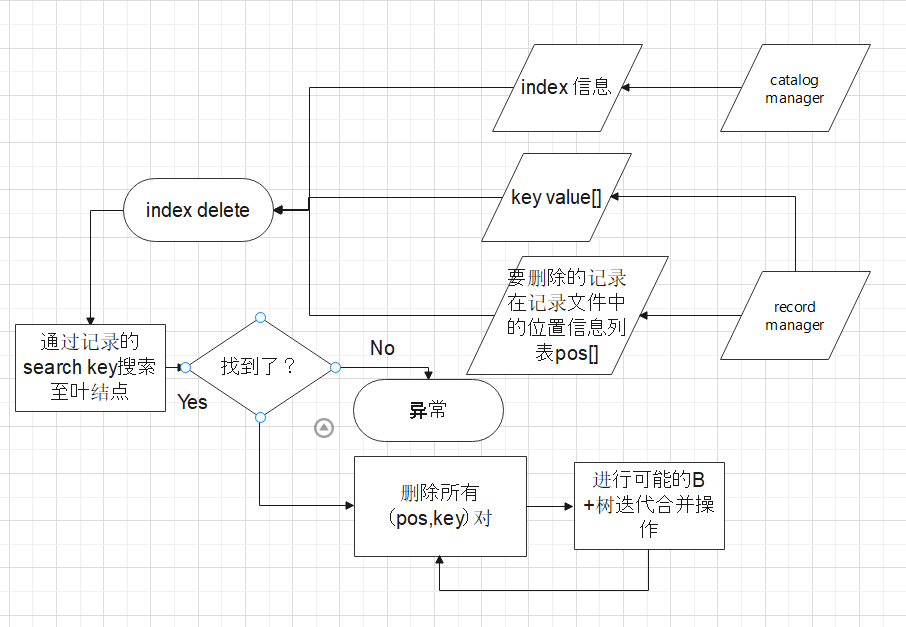 index 信息
catalog
manager
key value[]
index delete
要删除的记录
在记录文件中
的位置信息列
表pos[]
record
manager
通过记录的
search key搜索
至叶结点
找到了？
No
Yes
异常
删除所有
（pos,key）对
进行可能的B
+树迭代合并操
作